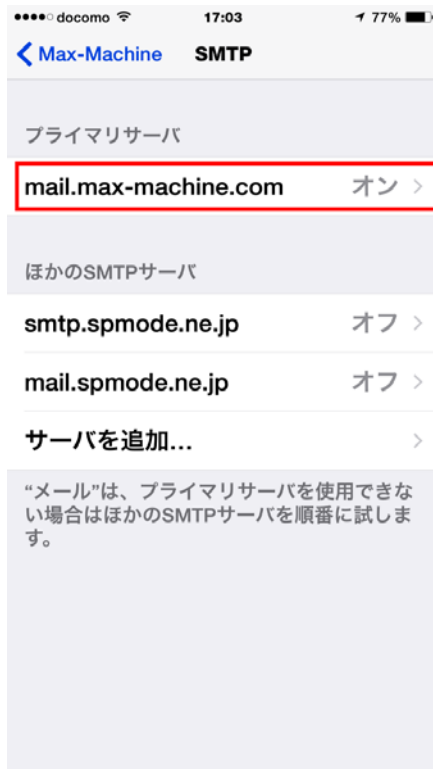 docomo 17:03 77%
Max-Machine SMTP
プライマリサーバ
mail.max-machine.com オン
ほかのSMTPサーバ
smtp.spmode.ne.jp オフ
mail.spmode.ne.jp オフ
サーバを追加...
“メール”は、プライマリサーバを使用できな
い場合はほかのSMTPサーバを順番に試しま
す。